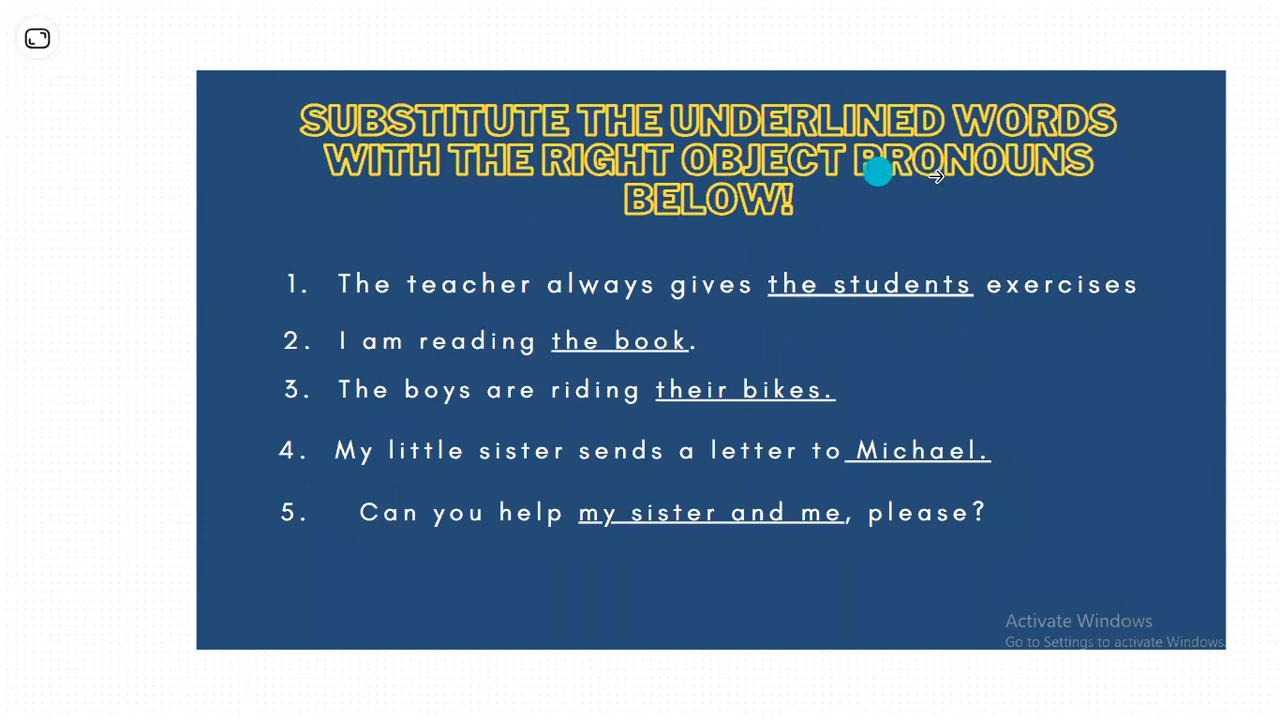 SUBSTITUTE THE UNDERLINED WORDS
WITH THE RIGHT OBJECT PRONOUNS
BELOW!
1. The teacher always gives the students exercises
2. I am reading the book.
3. The boys are riding their bikes.
4. My little sister sends a letter to Michael.
5. Can you help my sister and me, please?
Activate Windows
Go to Settings to activate Windows.